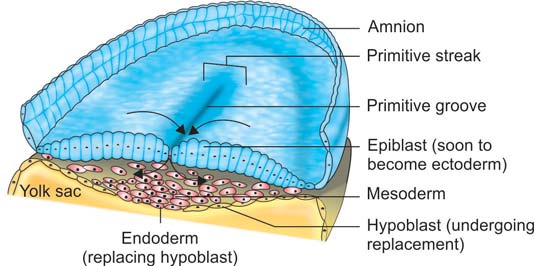 Amnion
Primitive streak
Primitive groove
Epiblast (soon to
become ectoderm)
Mesoderm
Hypoblast (undergoing
replacement)
Yolk sac
Endoderm
(replacing hypoblast)